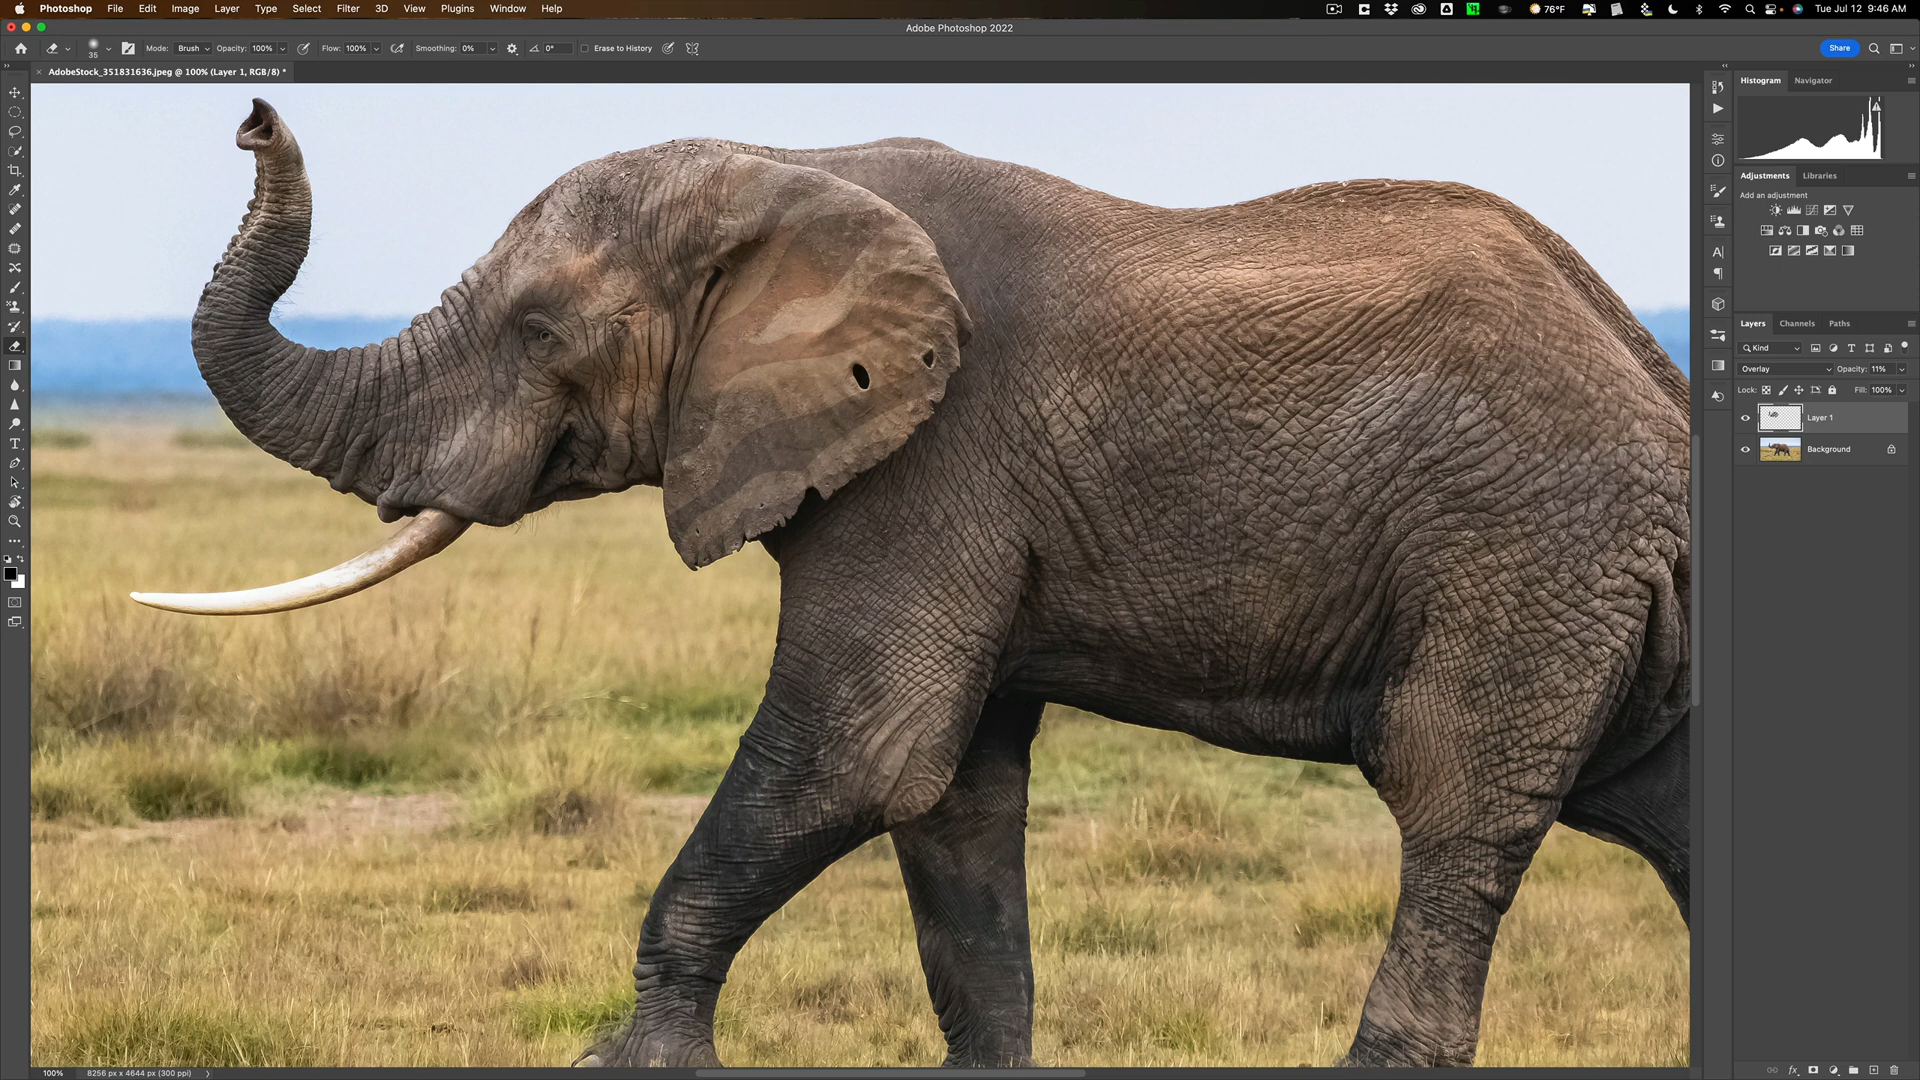 Photoshop File Edit Image Layer Type Select Filter 3D View Plugins Window Help 76°F Tue Jul 12 9:46 AM
Adobe Photoshop 2022
35 Mode: Brush Opacity: 100% Flow: 100% Smoothing: 0% 0° Erase to History Share
AdobeStock_351831636.jpeg @ 100% (Layer 1, RGB/8) *
Histogram Navigator
Adjustments Libraries
Add an adjustment
Layers Channels Paths
Kind
Overlay Opacity: 11%
Lock: Fill: 100%
Layer 1
Background
100% 8256 px x 4644 px (300 ppi)